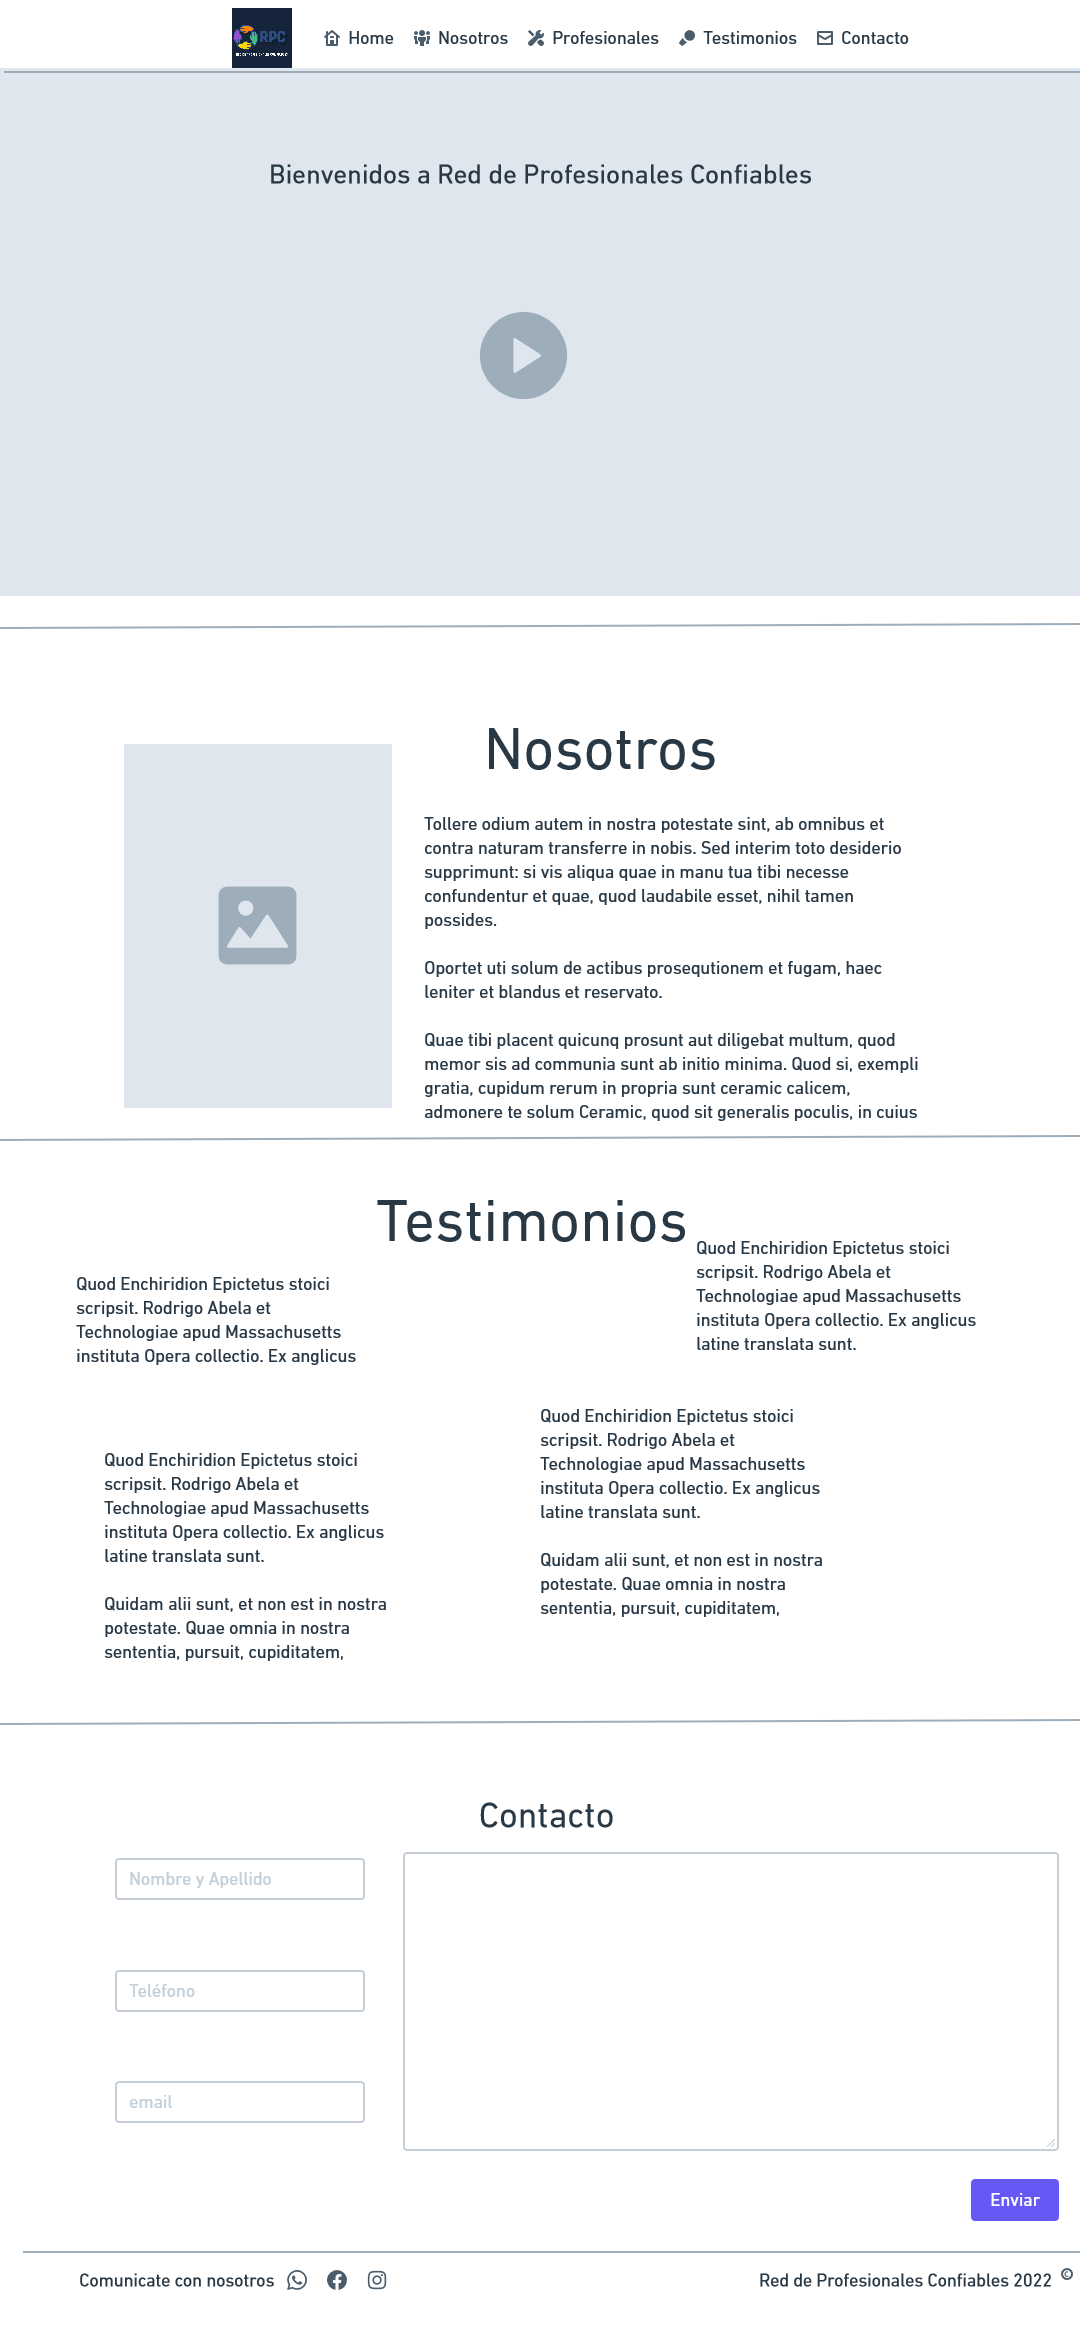 RPC
Home Nosotros Profesionales Testimonios Contacto
Bienvenidos a Red de Profesionales Confiables
Nosotros
Tollere odium autem in nostra potestate sint, ab omnibus et
contra naturam transferre in nobis. Sed interim toto desiderio
supprimunt: si vis aliqua quae in manu tua tibi necesse
confundentur et quae, quod laudabile esset, nihil tamen
possides.
Oportet uti solum de actibus prosequtionem et fugam, haec
leniter et blandus et reservato.
Quae tibi placent quicunq prosunt aut diligebat multum, quod
memor sis ad communia sunt ab initio minima. Quod si, exempli
gratia, cupidum rerum in propria sunt ceramic calicem,
admonere te solum Ceramic, quod sit generalis poculis, in cuius
Testimonios
Quod Enchiridion Epictetus stoici
scripsit. Rodrigo Abela et
Technologiae apud Massachusetts
instituta Opera collectio. Ex anglicus
Quod Enchiridion Epictetus stoici
scripsit. Rodrigo Abela et
Technologiae apud Massachusetts
instituta Opera collectio. Ex anglicus
latine translata sunt.
Quod Enchiridion Epictetus stoici
scripsit. Rodrigo Abela et
Technologiae apud Massachusetts
instituta Opera collectio. Ex anglicus
latine translata sunt.
Quidam alii sunt, et non est in nostra
potestate. Quae omnia in nostra
sententia, pursuit, cupiditatem,
Quod Enchiridion Epictetus stoici
scripsit. Rodrigo Abela et
Technologiae apud Massachusetts
instituta Opera collectio. Ex anglicus
latine translata sunt.
Quidam alii sunt, et non est in nostra
potestate. Quae omnia in nostra
sententia, pursuit, cupiditatem,
Contacto
Nombre y Apellido
Teléfono
email
Enviar
Comunicate con nosotros
Red de Profesionales Confiables 2022 ©